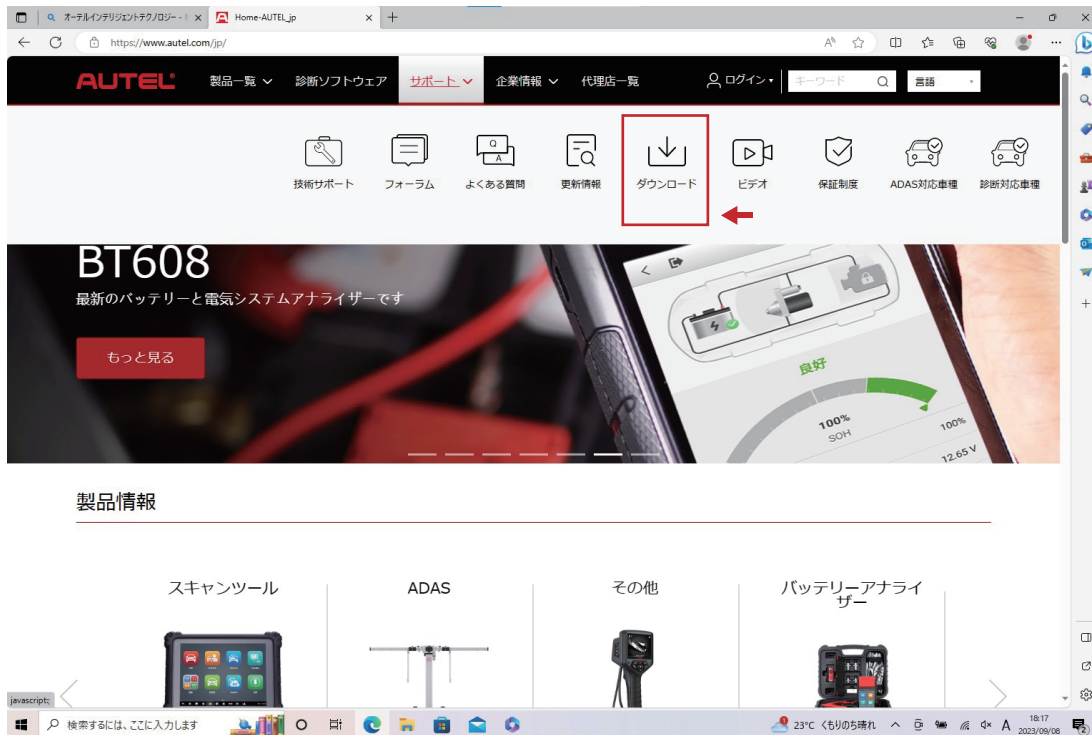 オーテルインテリジェントテクノロジー -
Home-AUTEL_jp
https://www.autel.com/jp/
AUTEL
製品一覧 診断ソフトウェア サポート 企業情報 代理店一覧 ログイン キーワード 言語
技術サポート フォーラム よくある質問 更新情報 ダウンロード ビデオ 保証制度 ADAS対応車種 診断対応車種
BT608
最新のバッテリーと電気システムアナライザーです
もっと見る
良好
100%
SOH
100%
12.65 V
製品情報
スキャンツール ADAS その他 バッテリーアナライ
ザー
javascript:;
検索するには、ここに入力します
23°C くもりのち晴れ
A
18:17
2023/09/08